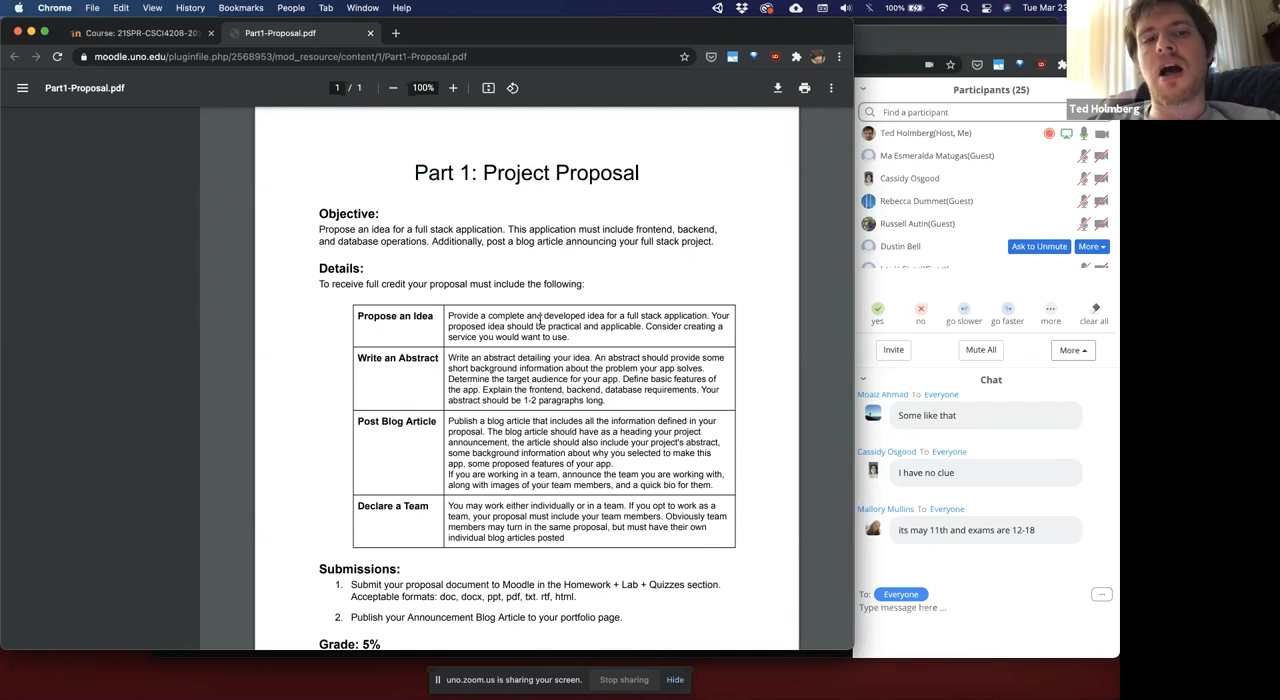 Chrome File Edit View History Bookmarks People Tab Window Help 100% Tue Mar 23
Course: 21SPR-CSCI4208-20
Part1-Proposal.pdf
moodle.uno.edu/pluginfile.php/2568953/mod_resource/content/1/Part1-Proposal.pdf
Part1-Proposal.pdf
1 / 1
100%
Part 1: Project Proposal
Objective:
Propose an idea for a full stack application. This application must include frontend, backend,
and database operations. Additionally, post a blog article announcing your full stack project.
Details:
To receive full credit your proposal must include the following:
Propose an Idea
Provide a complete and developed idea for a full stack application. Your
proposed idea should be practical and applicable. Consider creating a
service you would want to use.
Write an Abstract
Write an abstract detailing your idea. An abstract should provide some
short background information about the problem your app solves.
Determine the target audience for your app. Define basic features of
the app. Explain the frontend, backend, database requirements. Your
abstract should be 1-2 paragraphs long.
Post Blog Article
Publish a blog article that includes all the information defined in your
proposal. The blog article should have as a heading your project
announcement, the article should also include your project's abstract,
some background information about why you selected to make this
app, some proposed features of your app.
If you are working in a team, announce the team you are working with,
along with images of your team members, and a quick bio for them.
Declare a Team
You may work either individually or in a team. If you opt to work as a
team, your proposal must include your team members. Obviously team
members may turn in the same proposal, but must have their own
individual blog articles posted
Submissions:
1. Submit your proposal document to Moodle in the Homework + Lab + Quizzes section.
Acceptable formats: doc, docx, ppt, pdf, txt. rtf, html.
2. Publish your Announcement Blog Article to your portfolio page.
Grade: 5%
uno.zoom.us is sharing your screen.
Stop sharing
Hide
Ted Holmberg
Participants (25)
Find a participant
Ted Holmberg(Host, Me)
Ma Esmeralda Matugas(Guest)
Cassidy Osgood
Rebecca Dummet(Guest)
Russell Autin(Guest)
Dustin Bell
Ask to Unmute
More
yes
no
go slower
go faster
more
clear all
Invite
Mute All
More
Chat
Moaiz Ahmad To Everyone
Some like that
Cassidy Osgood To Everyone
I have no clue
Mallory Mullins To Everyone
its may 11th and exams are 12-18
To: Everyone
Type message here ...